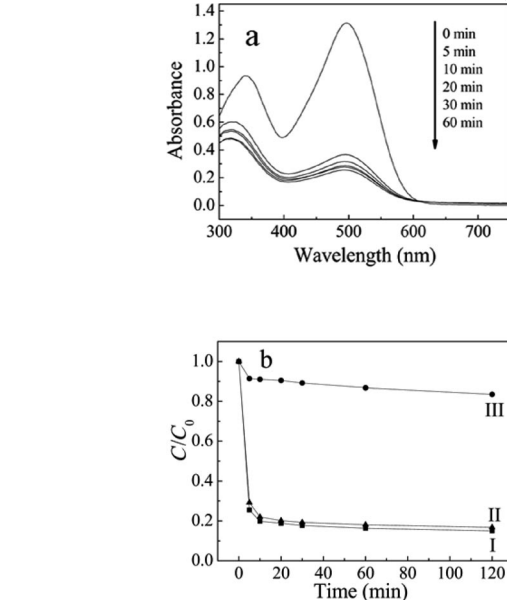 1.4
1.2
1.0
0.8
0.6
0.4
0.2
0.0
Absorbance
a
0 min
5 min
10 min
20 min
30 min
60 min
300 400 500 600 700
Wavelength (nm)
b
1.0
0.8
0.6
0.4
0.2
0.0
C/C0
III
II
I
0 20 40 60 80 100 120
Time (min)